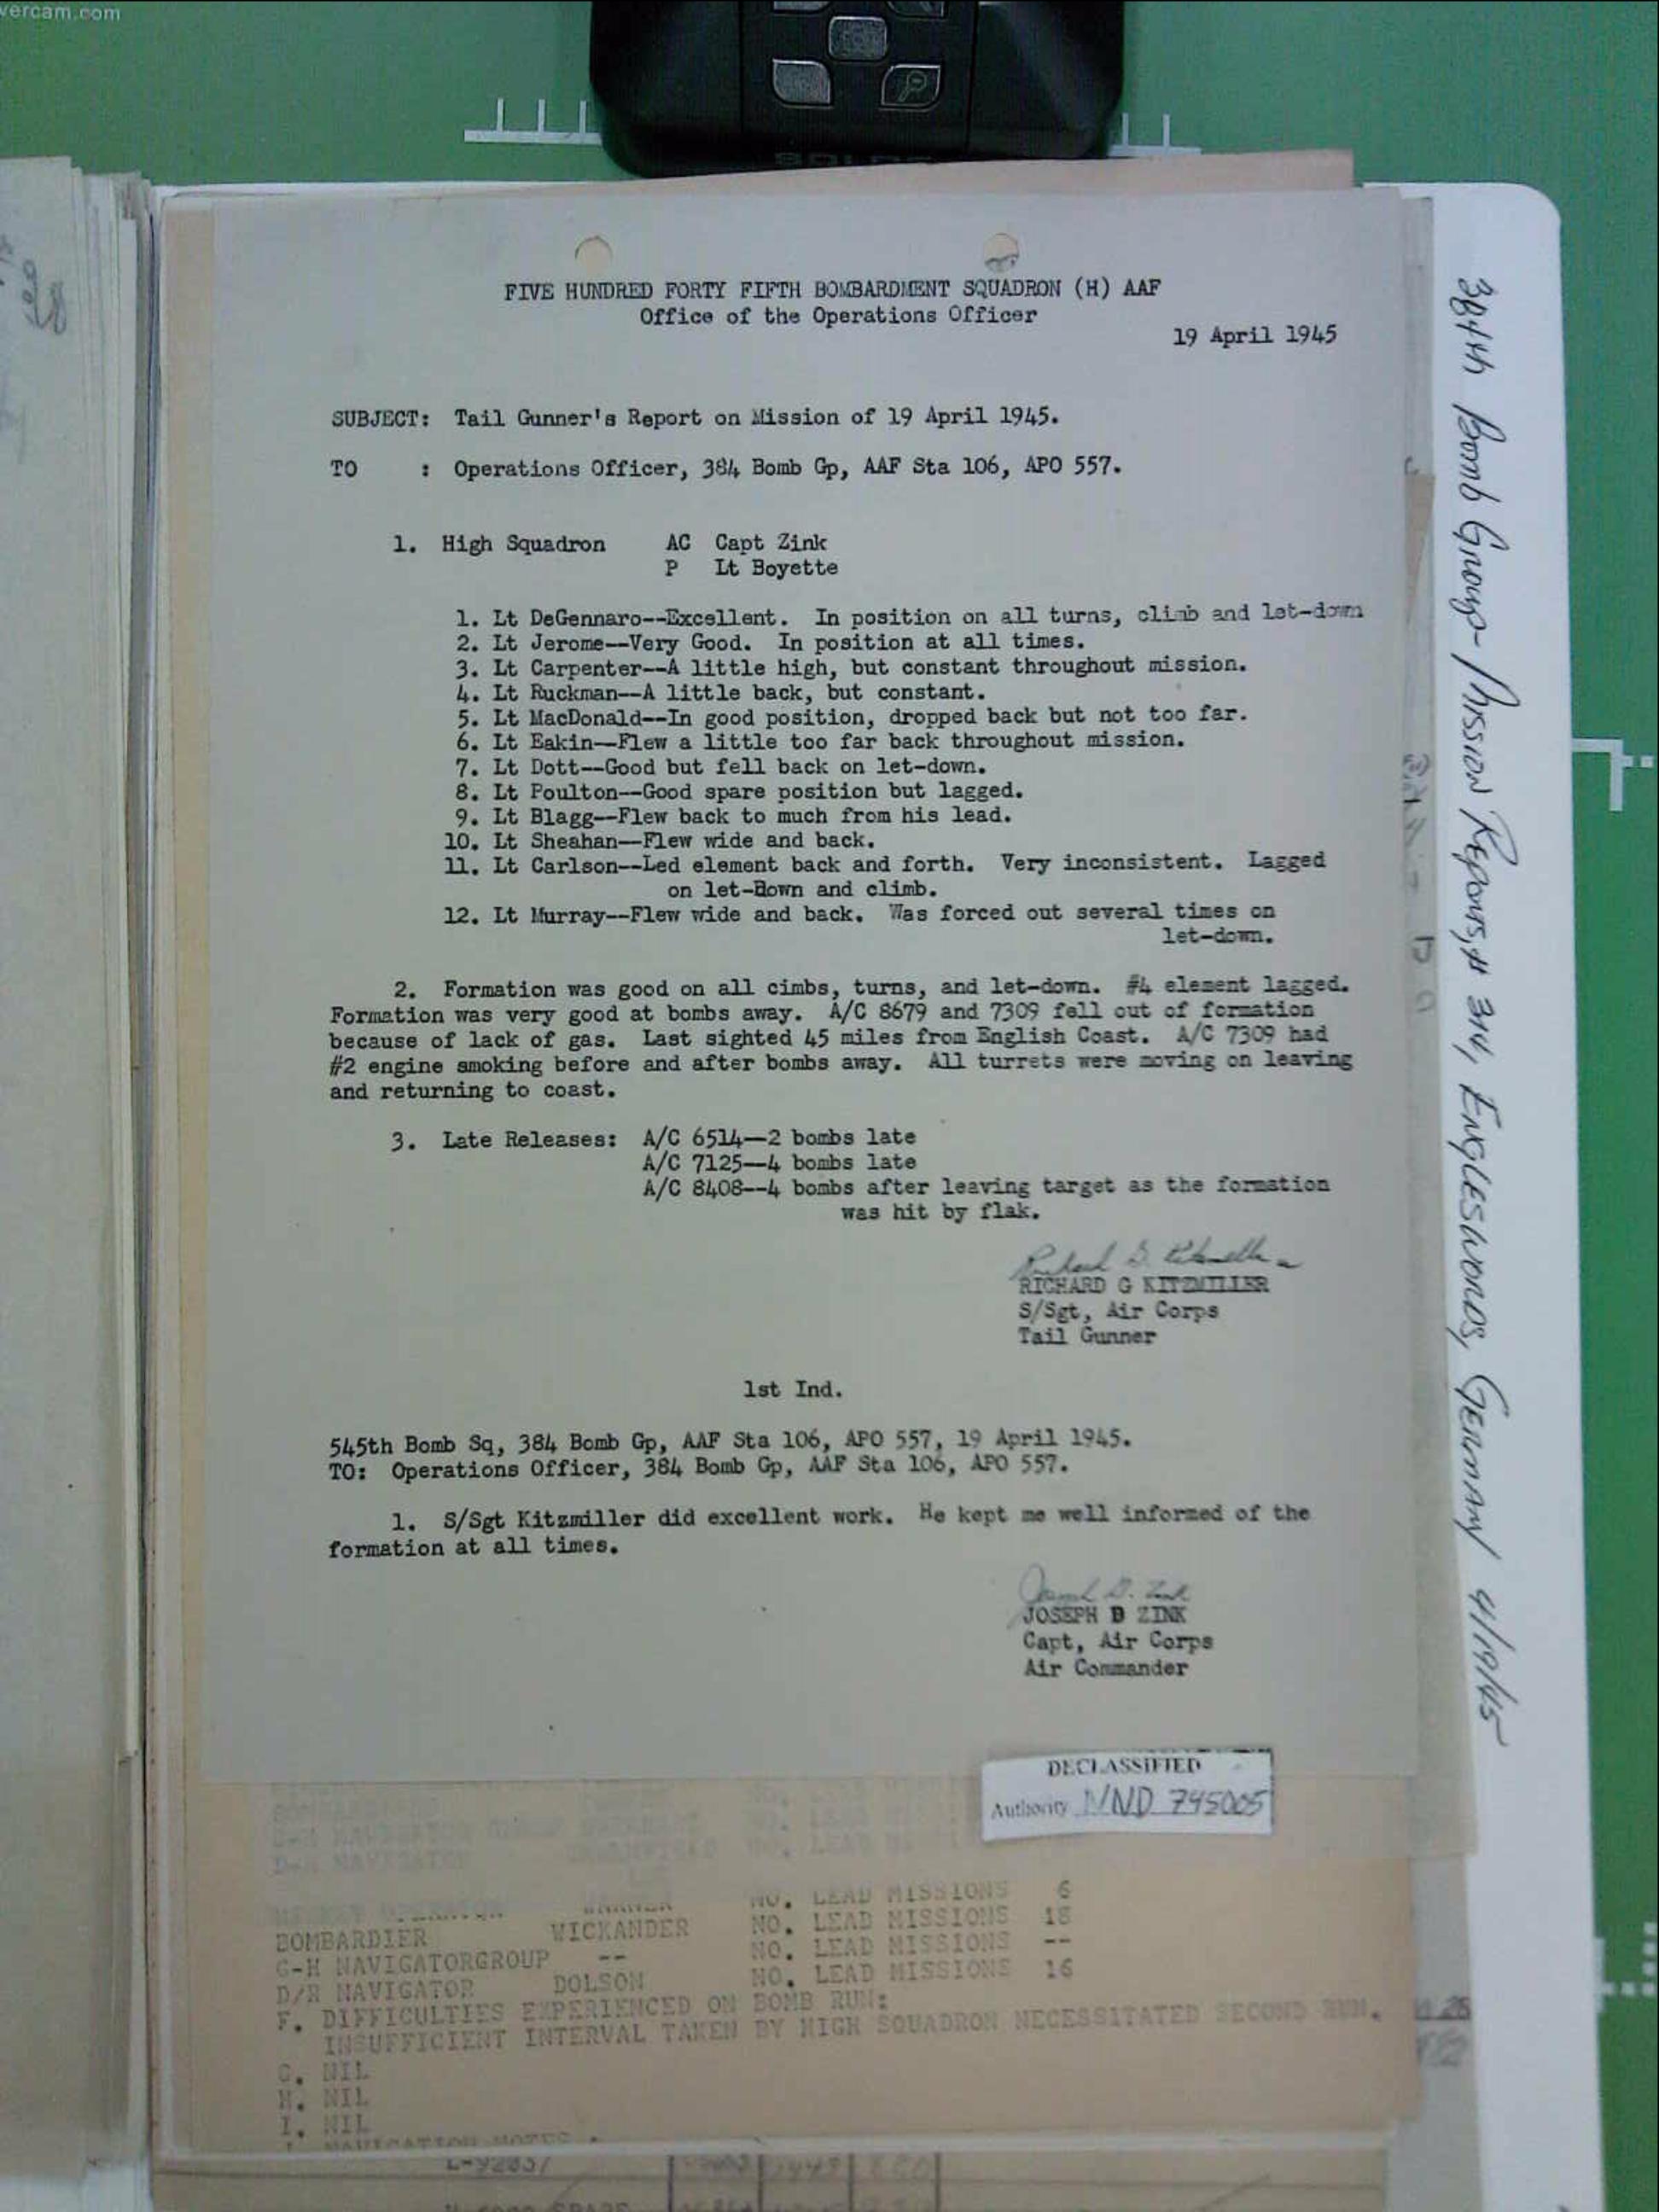 vercam.com
FIVE HUNDRED FORTY FIFTH BOMBARDMENT SQUADRON (H) AAF
Office of the Operations Officer
19 April 1945
SUBJECT: Tail Gunner's Report on Mission of 19 April 1945.
TO : Operations Officer, 384 Bomb Gp, AAF Sta 106, APO 557.
1. High Squadron AC Capt Zink
P Lt Boyette
1. Lt DeGennaro--Excellent. In position on all turns, climb and let-down
2. Lt Jerome--Very Good. In position at all times.
3. Lt Carpenter--A little high, but constant throughout mission.
4. Lt Ruckman--A little back, but constant.
5. Lt MacDonald--In good position, dropped back but not too far.
6. Lt Eakin--Flew a little too far back throughout mission.
7. Lt Dott--Good but fell back on let-down.
8. Lt Poulton--Good spare position but lagged.
9. Lt Blagg--Flew back to much from his lead.
10. Lt Sheahan--Flew wide and back.
11. Lt Carlson--Led element back and forth. Very inconsistent. Lagged
on let-Bown and climb.
12. Lt Murray--Flew wide and back. Was forced out several times on
let-down.
2. Formation was good on all cimbs, turns, and let-down. #4 element lagged.
Formation was very good at bombs away. A/C 8679 and 7309 fell out of formation
because of lack of gas. Last sighted 45 miles from English Coast. A/C 7309 had
#2 engine smoking before and after bombs away. All turrets were moving on leaving
and returning to coast.
3. Late Releases: A/C 6514--2 bombs late
A/C 7125--4 bombs late
A/C 8408--4 bombs after leaving target as the formation
was hit by flak.
RICHARD G KITZMILLER
S/Sgt, Air Corps
Tail Gunner
1st Ind.
545th Bomb Sq, 384 Bomb Gp, AAF Sta 106, APO 557, 19 April 1945.
TO: Operations Officer, 384 Bomb Gp, AAF Sta 106, APO 557.
1. S/Sgt Kitzmiller did excellent work. He kept me well informed of the
formation at all times.
Joseph D. Zink
JOSEPH D ZINK
Capt, Air Corps
Air Commander
DECLASSIFIED
Authority NND 745005
NO. LEAD MISSIONS 6
BOMBARDIER WICKANDER NO. LEAD MISSIONS 18
G-H NAVIGATORGROUP -- NO. LEAD MISSIONS --
D/R NAVIGATOR DOLSON NO. LEAD MISSIONS 16
F. DIFFICULTIES EXPERIENCED ON BOMB RUN:
INSUFFICIENT INTERVAL TAKEN BY HIGH SQUADRON NECESSITATED SECOND RUN.
G. NIL
H. NIL
I. NIL
NAVIGATION NOTES
384th Bomb Group- Mission Reports, # 314, ENGLESWORDS, GERMANY 4/19/45